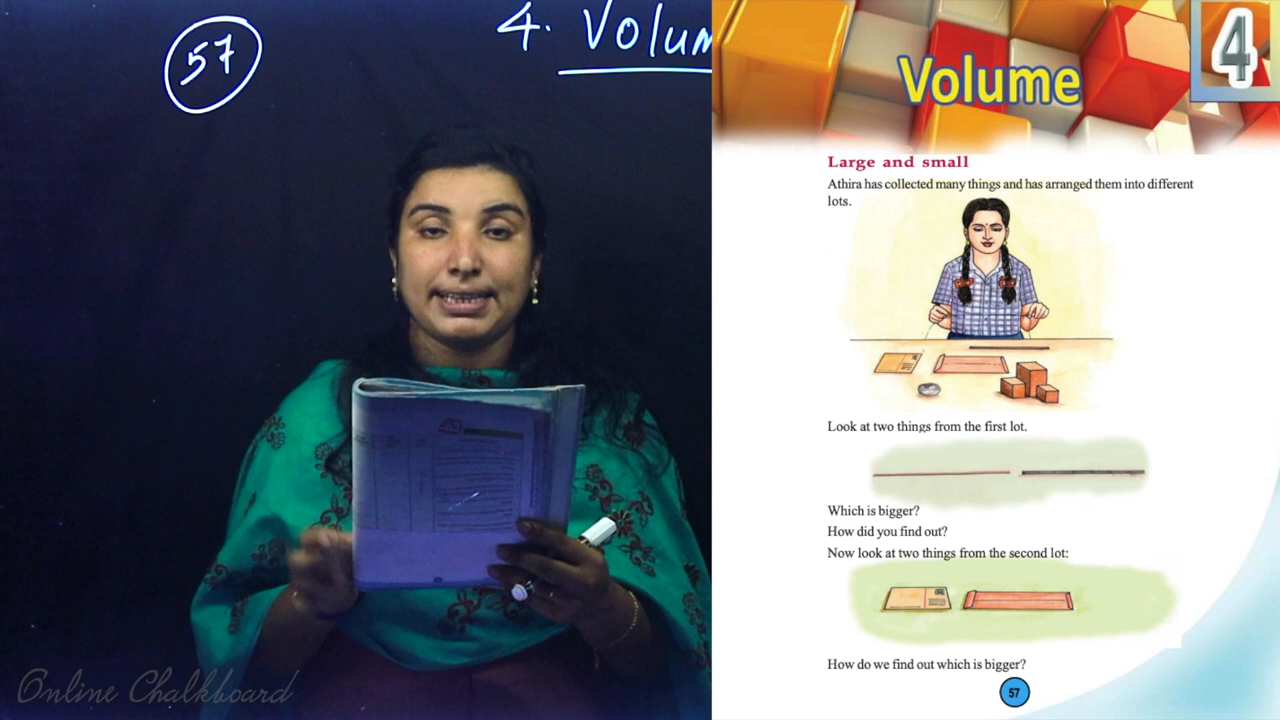 57
4. Volum
Online Chalkboard
4
Volume
Large and small
Athira has collected many things and has arranged them into different
lots.
Look at two things from the first lot.
Which is bigger?
How did you find out?
Now look at two things from the second lot:
How do we find out which is bigger?
57